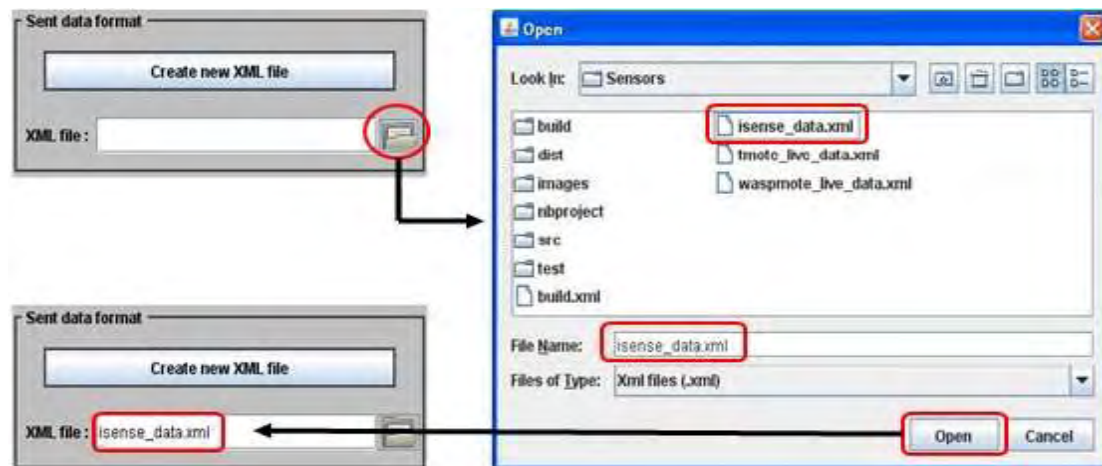 Sent data format
Create new XML file
XML file :
Open
Look In: Sensors
build
dist
images
nbproject
src
test
build.xml
isense_data.xml
tmote_live_data.xml
waspmote_live_data.xml
File Name: isense_data.xml
Files of Type: Xml files (.xml)
Open Cancel
Sent data format
Create new XML file
XML file : isense_data.xml